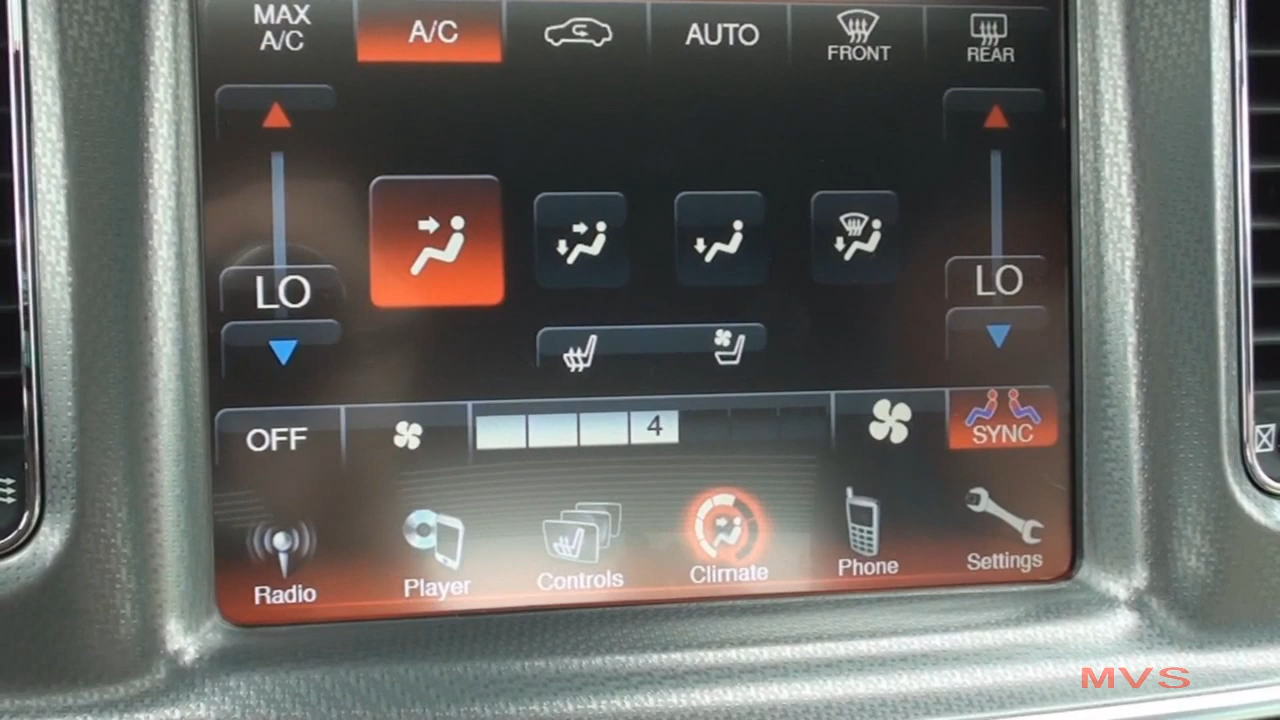 MAX
A/C
A/C
AUTO
FRONT
REAR
LO
LO
OFF
4
SYNC
Radio
Player
Controls
Climate
Phone
Settings
MVS